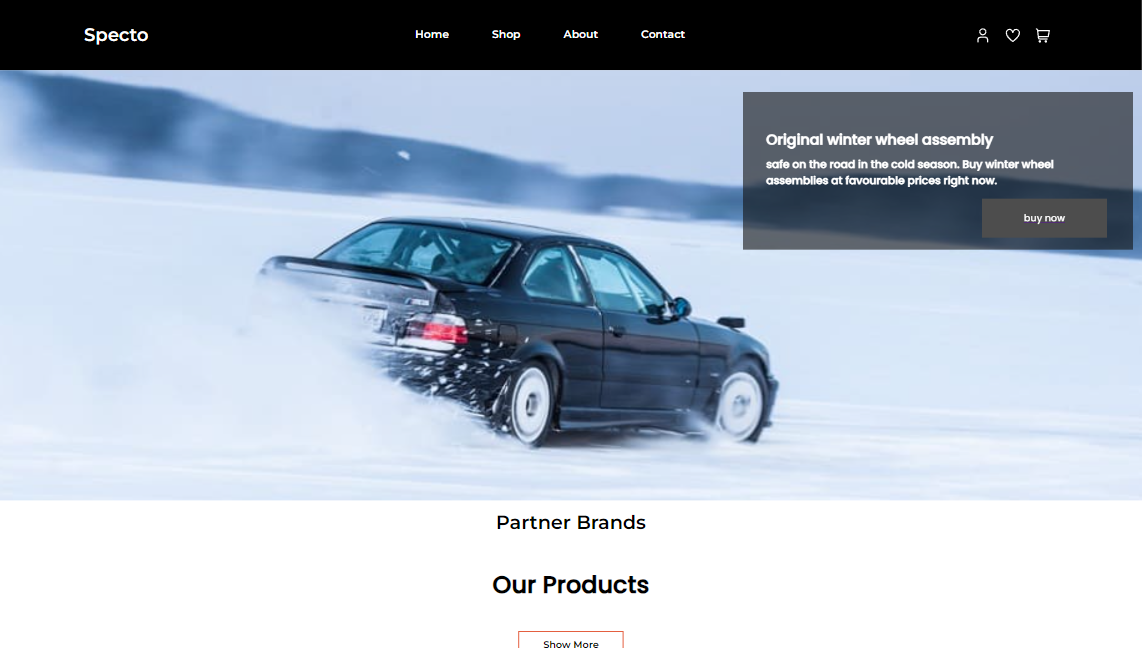 Specto
Home
Shop
About
Contact
Original winter wheel assembly
safe on the road in the cold season. Buy winter wheel
assemblies at favourable prices right now.
buy now
Partner Brands
Our Products
Show More